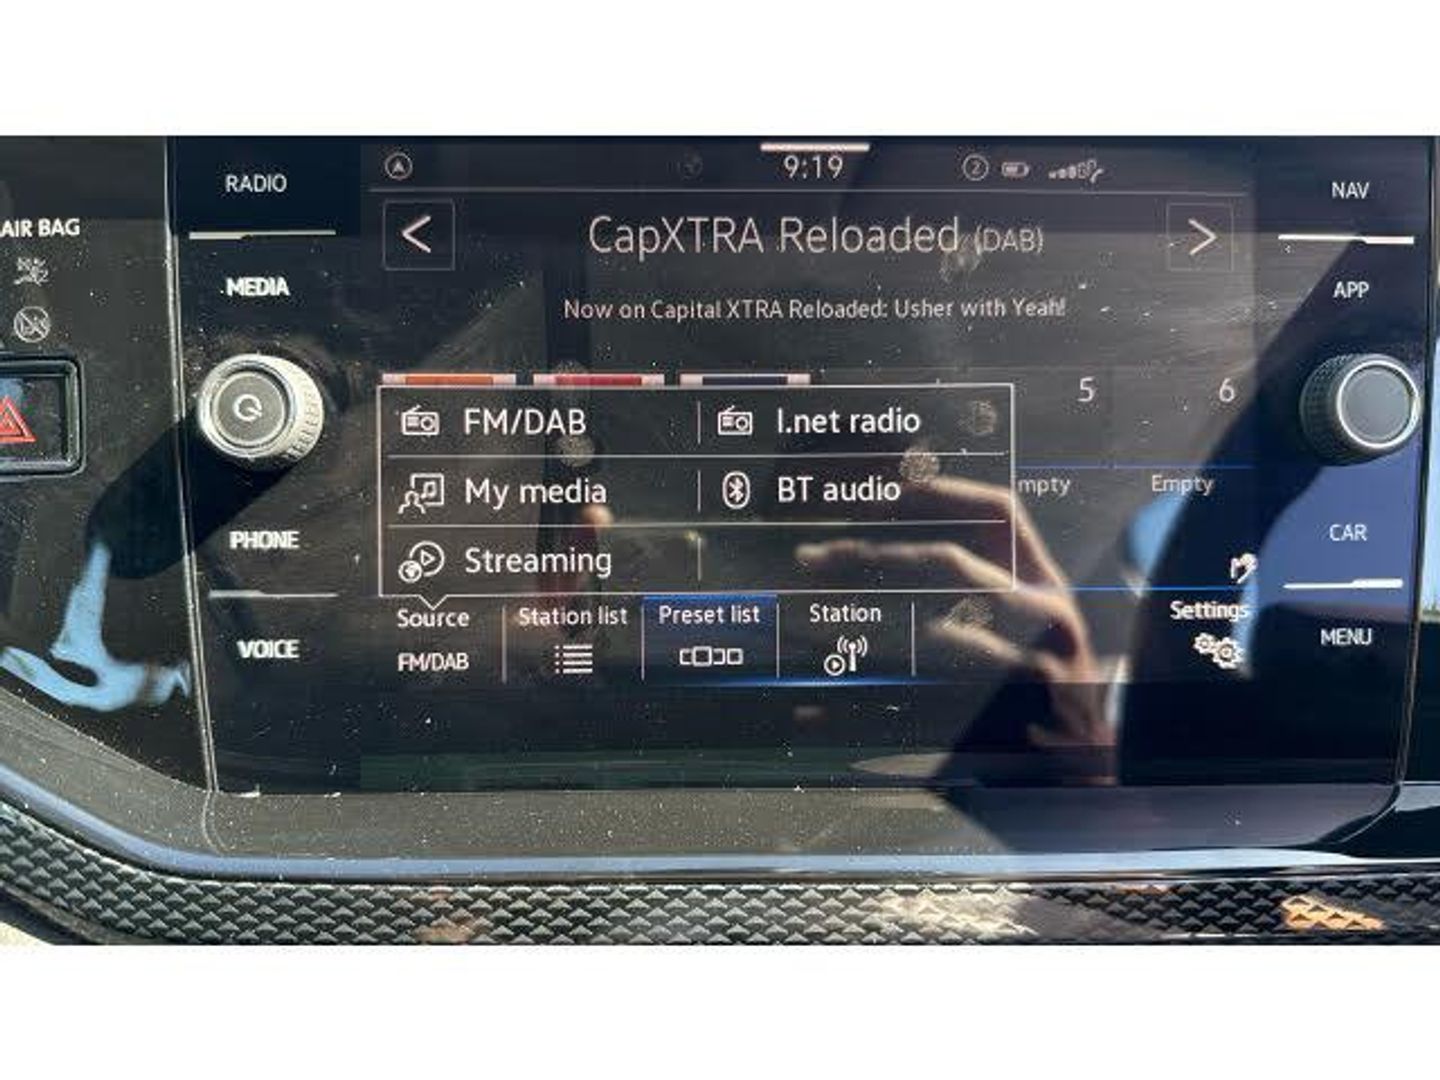 RADIO
9:19
2
NAV
AIR BAG
CapXTRA Reloaded (DAB)
MEDIA
APP
Now on Capital XTRA Reloaded: Usher with Yeah!
5
6
FM/DAB
I.net radio
My media
BT audio
mpty
Empty
PHONE
Streaming
CAR
Source
Station list
Preset list
Station
Settings
VOICE
FM/DAB
MENU